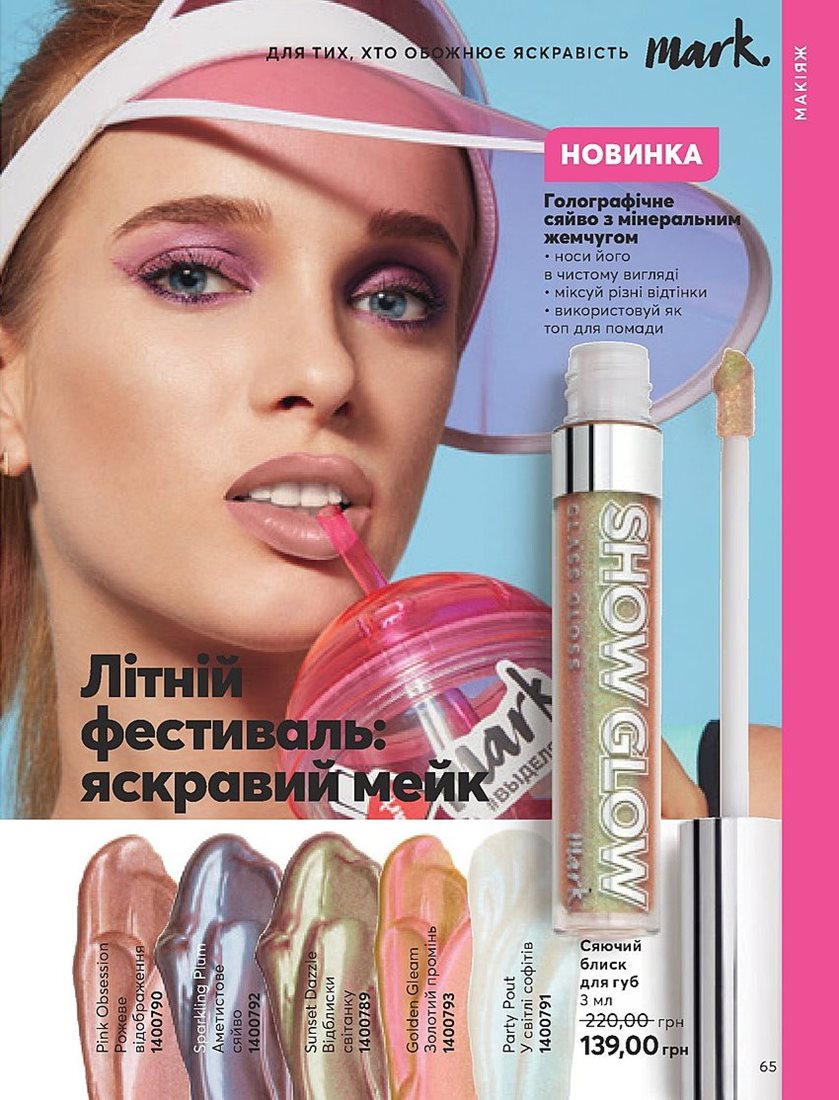 ДЛЯ ТИХ, ХТО ОБОЖНЮЄ ЯСКРАВІСТЬ
mark.
МАКІЯЖ
НОВИНКА
Голографічне
сяйво з мінеральним
жемчугом
• носи його
в чистому вигляді
• міксуй різні відтінки
• використовуй як
топ для помади
SHOW GLOW
GLASS GLOSS
mark.
mark.
#ВЫДЕЛ
Літній
фестиваль:
яскравий мейк
Pink Obsession
Рожеве
відображення
1400790
Sparkling Plum
Аметистове
сяйво
1400792
Sunset Dazzle
Відблиски
світанку
1400789
Golden Gleam
Золотий промінь
1400793
Party Pout
У світлі софітів
1400791
Сяючий
блиск
для губ
3 мл
220,00 грн
139,00 грн
65